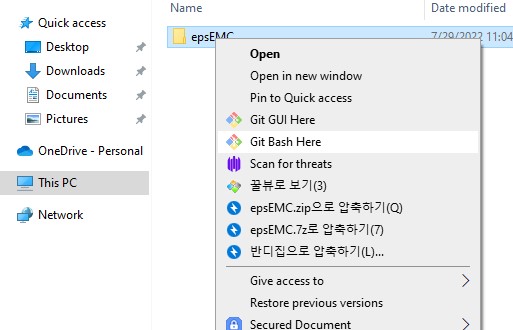 Name
Date modified
Quick access
Desktop
Downloads
Documents
Pictures
OneDrive - Personal
This PC
Network
epsEMC
7/29/2022 11:04
Open
Open in new window
Pin to Quick access
Git GUI Here
Git Bash Here
Scan for threats
꿀뷰로 보기(3)
epsEMC.zip으로 압축하기(Q)
epsEMC.7z로 압축하기(7)
반디집으로 압축하기(L)...
Give access to
Restore previous versions
Secured Document